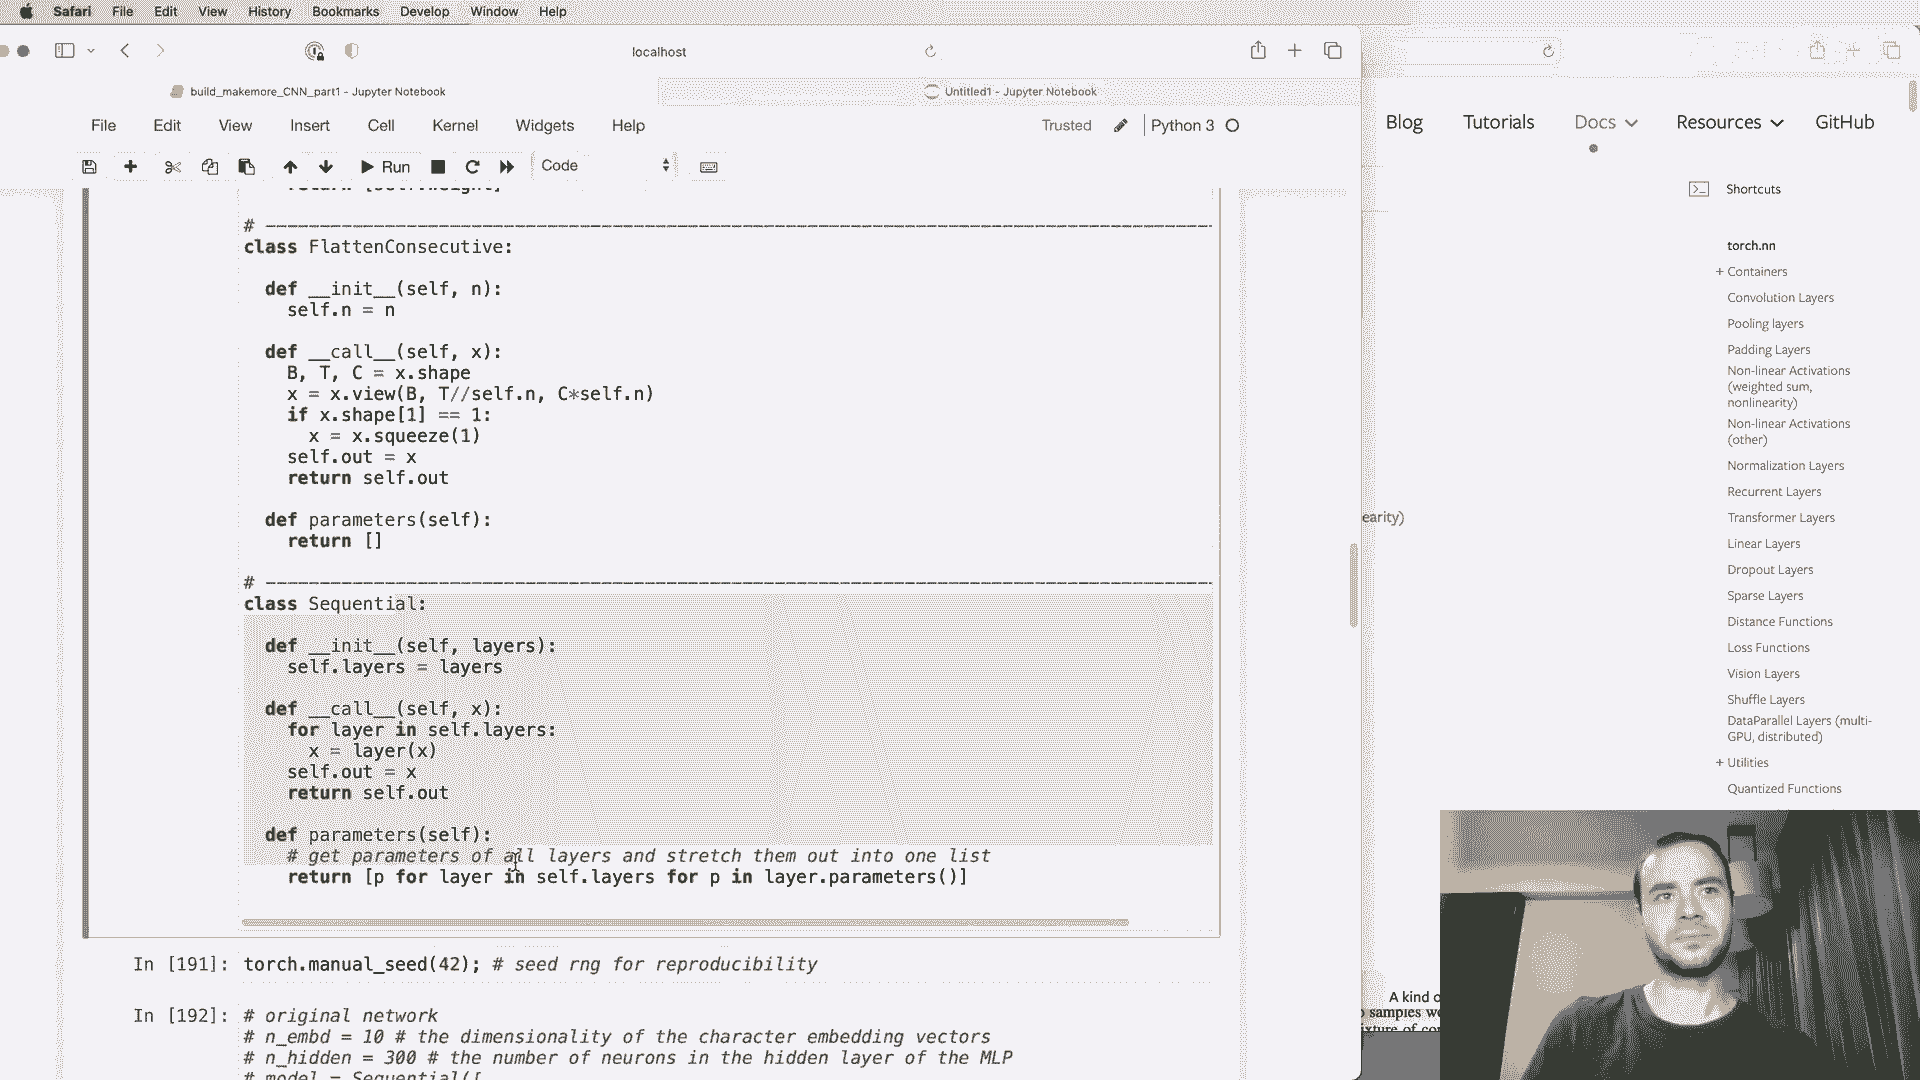 Safari File Edit View History Bookmarks Develop Window Help
localhost
build_makemore_CNN_part1 - Jupyter Notebook
Untitled1 - Jupyter Notebook
File Edit View Insert Cell Kernel Widgets Help
Trusted Python 3
Run Code
return [self.weight]
# ------------------------------------------------------------------------------------------
class FlattenConsecutive:
def __init__(self, n):
self.n = n
def __call__(self, x):
B, T, C = x.shape
x = x.view(B, T//self.n, C*self.n)
if x.shape[1] == 1:
x = x.squeeze(1)
self.out = x
return self.out
def parameters(self):
return []
# ------------------------------------------------------------------------------------------
class Sequential:
def __init__(self, layers):
self.layers = layers
def __call__(self, x):
for layer in self.layers:
x = layer(x)
self.out = x
return self.out
def parameters(self):
# get parameters of all layers and stretch them out into one list
return [p for layer in self.layers for p in layer.parameters()]
In [191]: torch.manual_seed(42); # seed rng for reproducibility
In [192]: # original network
# n_embd = 10 # the dimensionality of the character embedding vectors
# n_hidden = 300 # the number of neurons in the hidden layer of the MLP
# model = Sequential([
Blog Tutorials Docs Resources GitHub
Shortcuts
torch.nn
+ Containers
Convolution Layers
Pooling layers
Padding Layers
Non-linear Activations
(weighted sum,
nonlinearity)
Non-linear Activations
(other)
Normalization Layers
Recurrent Layers
Transformer Layers
Linear Layers
Dropout Layers
Sparse Layers
Distance Functions
Loss Functions
Vision Layers
Shuffle Layers
DataParallel Layers (multi-
GPU, distributed)
+ Utilities
Quantized Functions
earity)
A kind o
samples we
xture of con